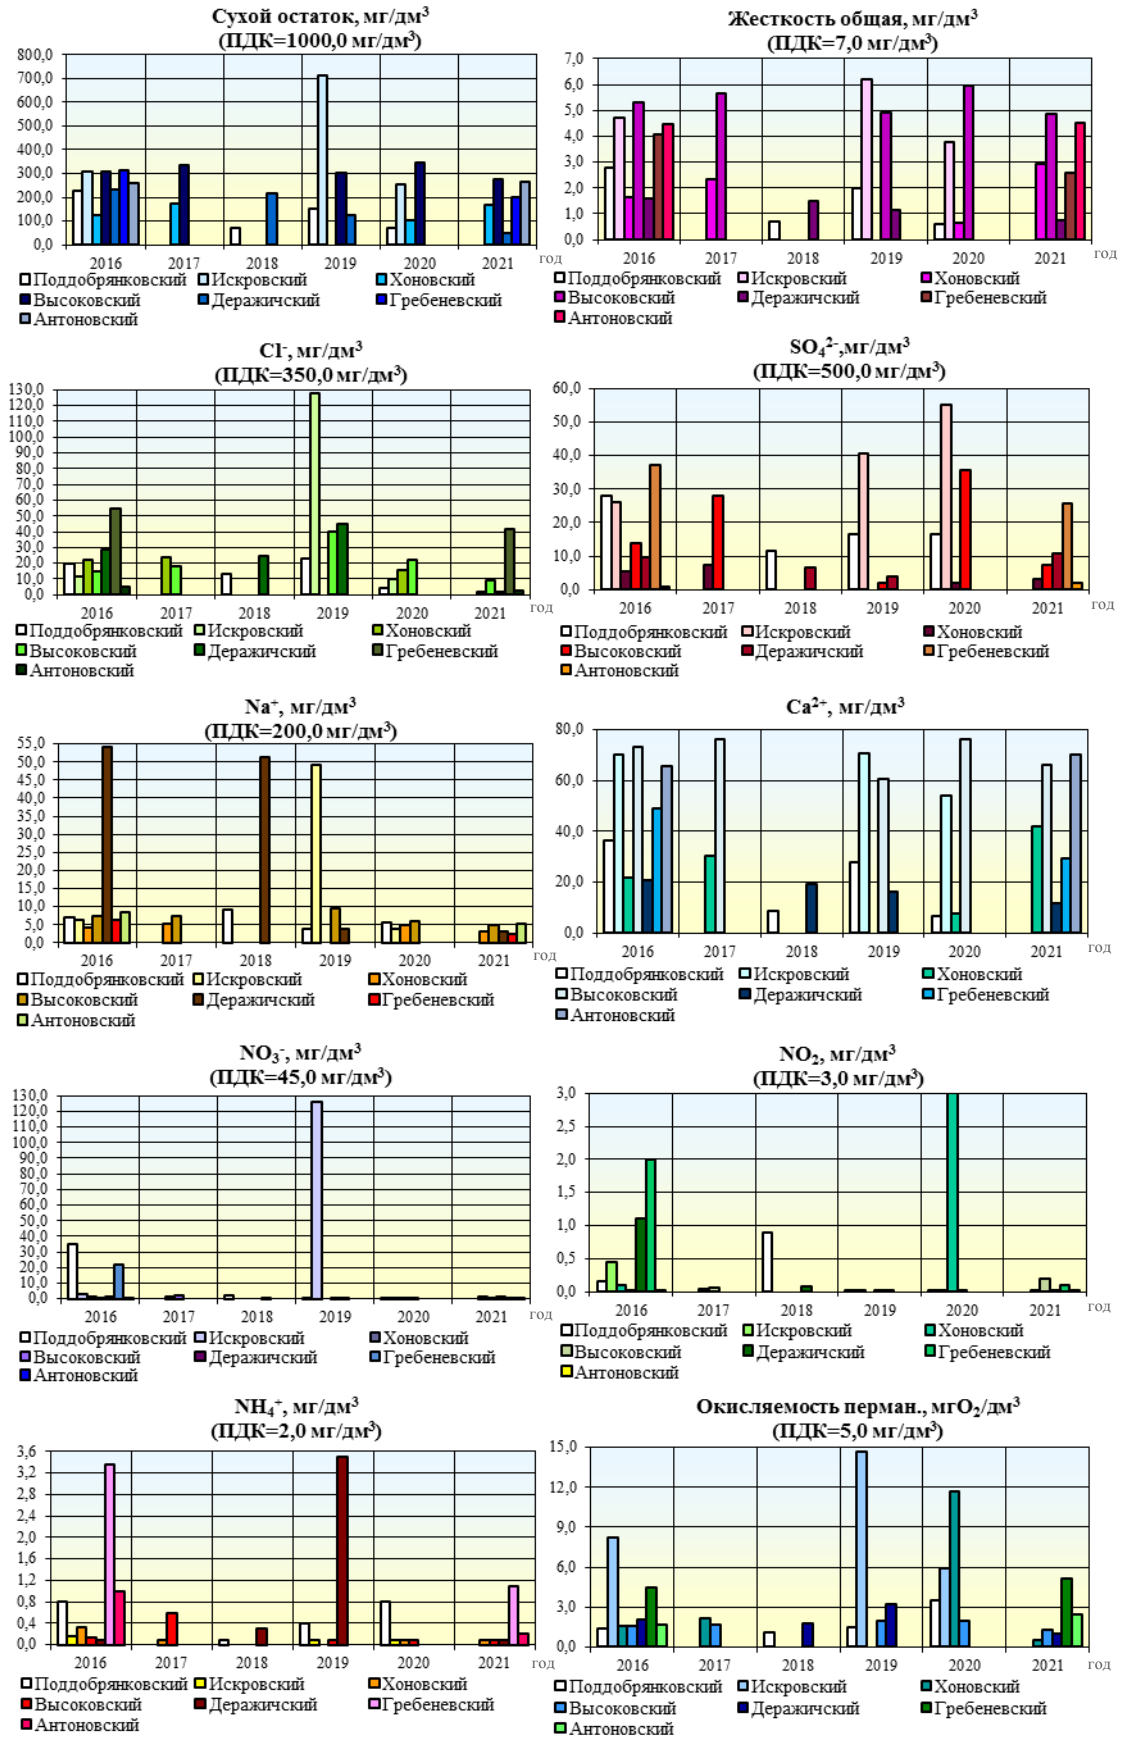 Сухой остаток, мг/дм³
(ПДК=1000,0 мг/дм³)
800,0
700,0
600,0
500,0
400,0
300,0
200,0
100,0
0,0
2016 2017 2018 2019 2020 2021 год
Поддобрянковский Искровский Хоновский
Высоковский Деражичский Гребеневский
Антоновский
Жесткость общая, мг/дм³
(ПДК=7,0 мг/дм³)
7,0
6,0
5,0
4,0
3,0
2,0
1,0
0,0
2016 2017 2018 2019 2020 2021 год
Поддобрянковский Искровский Хоновский
Высоковский Деражичский Гребеневский
Антоновский
Cl⁻, мг/дм³
(ПДК=350,0 мг/дм³)
130,0
120,0
110,0
100,0
90,0
80,0
70,0
60,0
50,0
40,0
30,0
20,0
10,0
0,0
2016 2017 2018 2019 2020 2021 год
Поддобрянковский Искровский Хоновский
Высоковский Деражичский Гребеневский
Антоновский
SO₄²⁻,мг/дм³
(ПДК=500,0 мг/дм³)
60,0
50,0
40,0
30,0
20,0
10,0
0,0
2016 2017 2018 2019 2020 2021 год
Поддобрянковский Искровский Хоновский
Высоковский Деражичский Гребеневский
Антоновский
Na⁺, мг/дм³
(ПДК=200,0 мг/дм³)
55,0
50,0
45,0
40,0
35,0
30,0
25,0
20,0
15,0
10,0
5,0
0,0
2016 2017 2018 2019 2020 2021 год
Поддобрянковский Искровский Хоновский
Высоковский Деражичский Гребеневский
Антоновский
Ca²⁺, мг/дм³
80,0
60,0
40,0
20,0
0,0
2016 2017 2018 2019 2020 2021 год
Поддобрянковский Искровский Хоновский
Высоковский Деражичский Гребеневский
Антоновский
NO₃⁻, мг/дм³
(ПДК=45,0 мг/дм³)
130,0
120,0
110,0
100,0
90,0
80,0
70,0
60,0
50,0
40,0
30,0
20,0
10,0
0,0
2016 2017 2018 2019 2020 2021 год
Поддобрянковский Искровский Хоновский
Высоковский Деражичский Гребеневский
Антоновский
NO₂, мг/дм³
(ПДК=3,0 мг/дм³)
3,0
2,5
2,0
1,5
1,0
0,5
0,0
2016 2017 2018 2019 2020 2021 год
Поддобрянковский Искровский Хоновский
Высоковский Деражичский Гребеневский
Антоновский
NH₄⁺, мг/дм³
(ПДК=2,0 мг/дм³)
3,6
3,2
2,8
2,4
2,0
1,6
1,2
0,8
0,4
0,0
2016 2017 2018 2019 2020 2021 год
Поддобрянковский Искровский Хоновский
Высоковский Деражичский Гребеневский
Антоновский
Окисляемость перман., мгO₂/дм³
(ПДК=5,0 мг/дм³)
15,0
12,0
9,0
6,0
3,0
0,0
2016 2017 2018 2019 2020 2021 год
Поддобрянковский Искровский Хоновский
Высоковский Деражичский Гребеневский
Антоновский